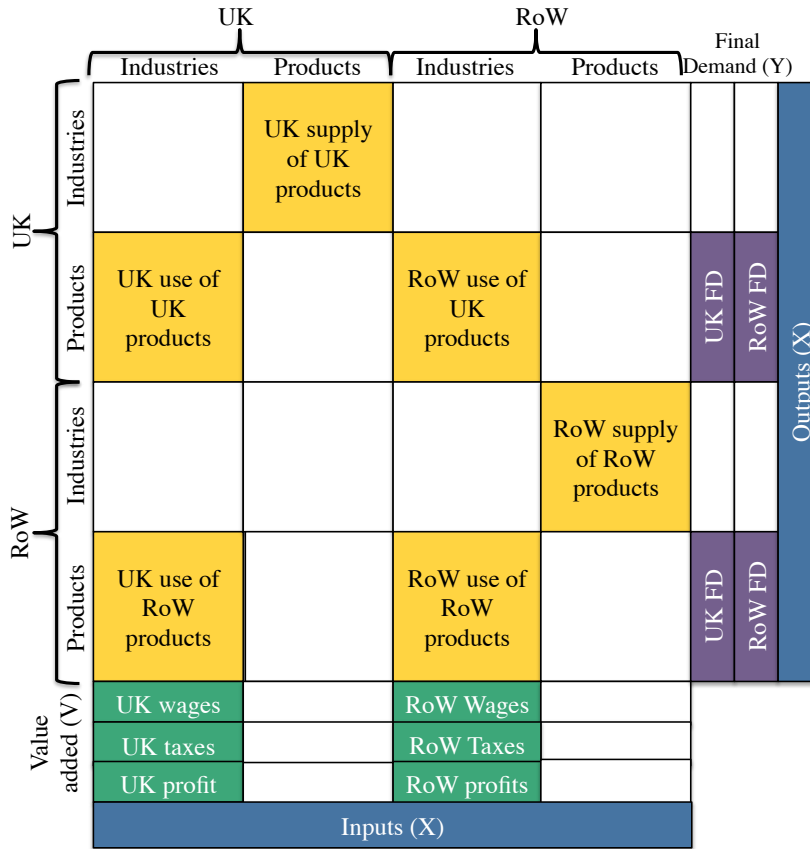 UK
RoW
Final
Demand (Y)
Industries
Products
Industries
Products
UK
Industries
UK supply
of UK
products
Products
UK use of
UK
products
RoW use of
UK
products
UK FD
RoW FD
Outputs (X)
RoW
Industries
RoW supply
of RoW
products
Products
UK use of
RoW
products
RoW use of
RoW
products
UK FD
RoW FD
Value
added (V)
UK wages
RoW Wages
UK taxes
RoW Taxes
UK profit
RoW profits
Inputs (X)